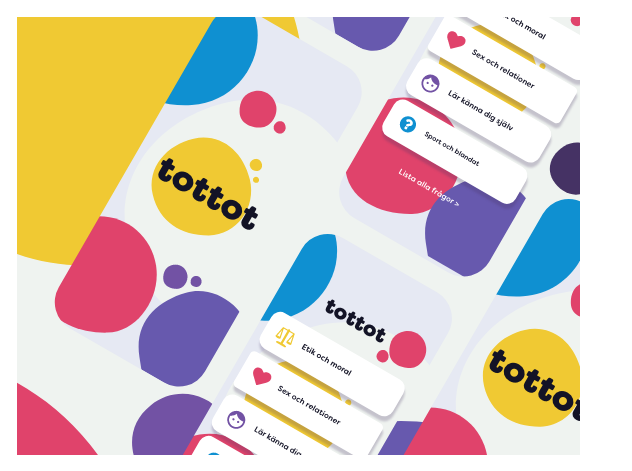 och moral
Sex och relationer
Lär känna dig själv
Sport och blandat
Lista alla frågor >
tottot
tottot
Etik och moral
Sex och relationer
Lär känna dig
tottot